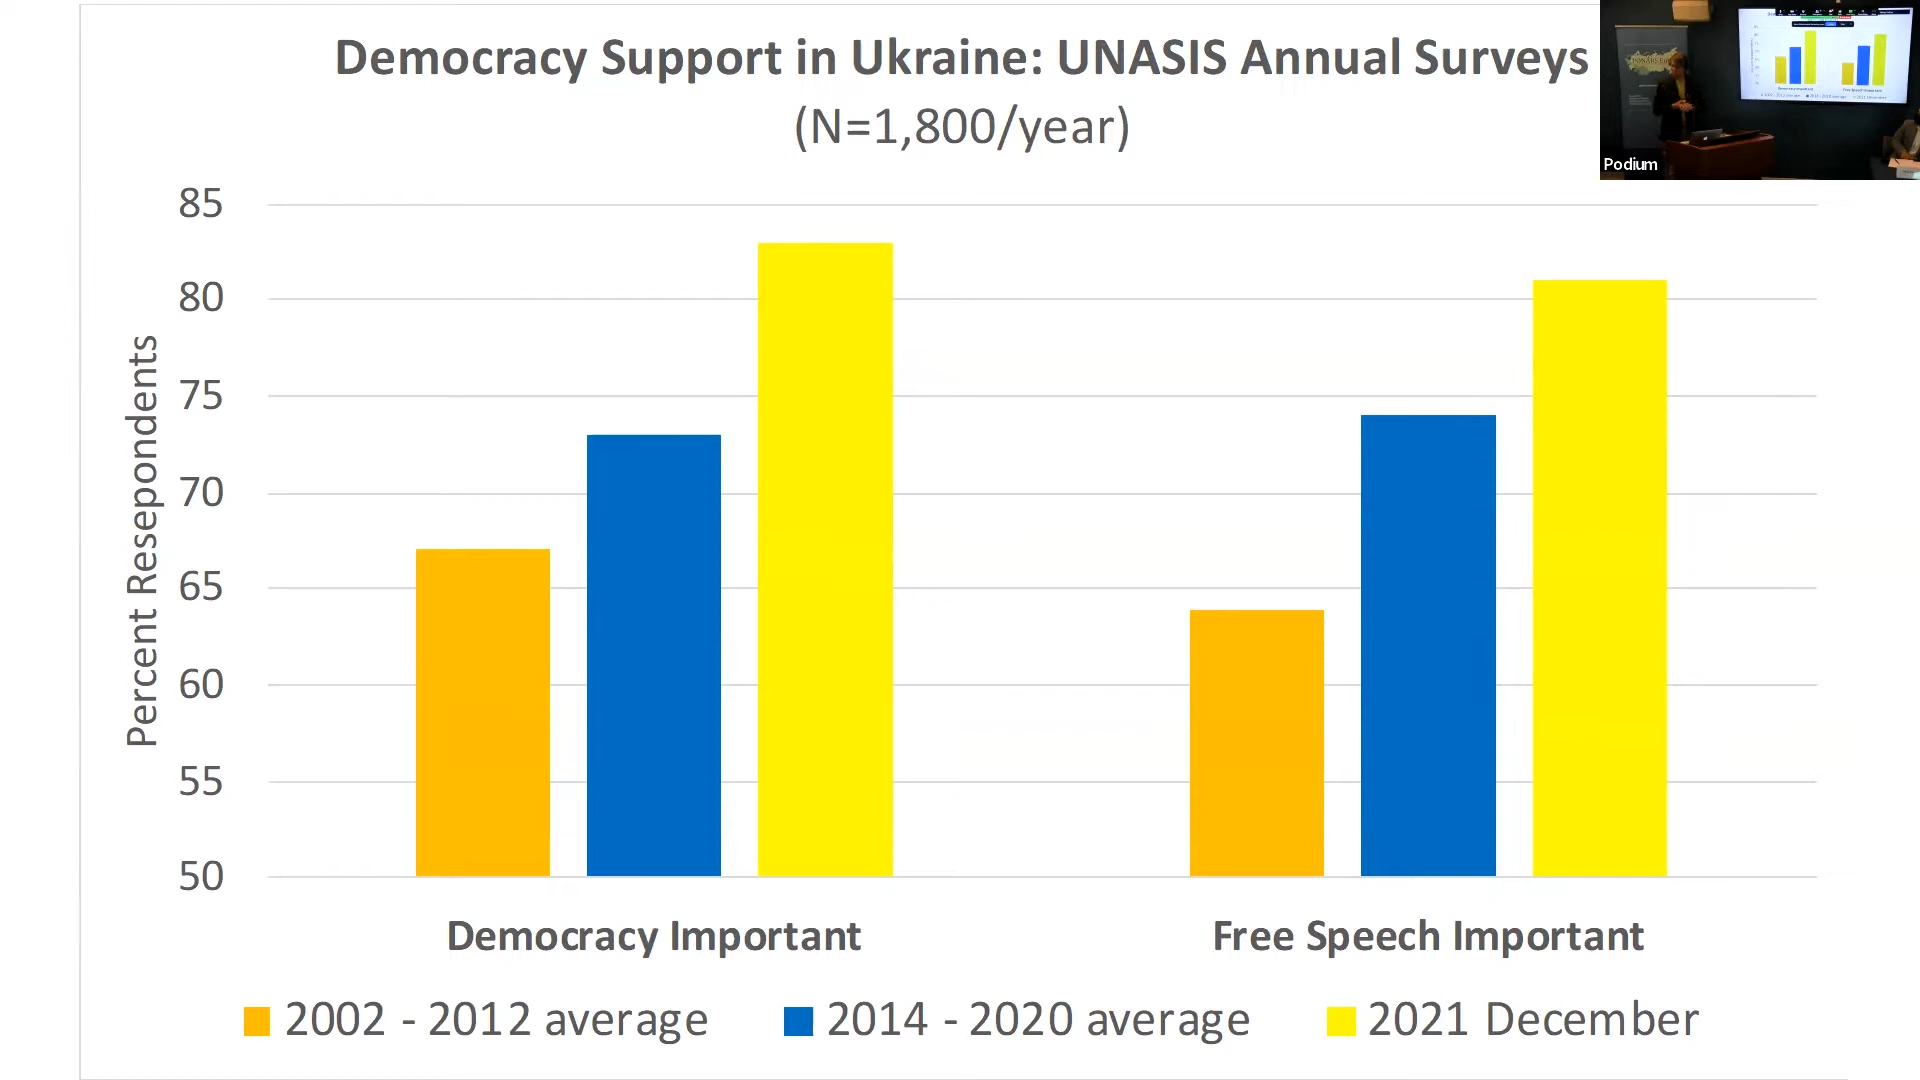 Democracy Support in Ukraine: UNASIS Annual Surveys
(N=1,800/year)
Podium
85
80
75
70
65
60
55
50
Percent Resepondents
Democracy Important
Free Speech Important
2002 - 2012 average
2014 - 2020 average
2021 December